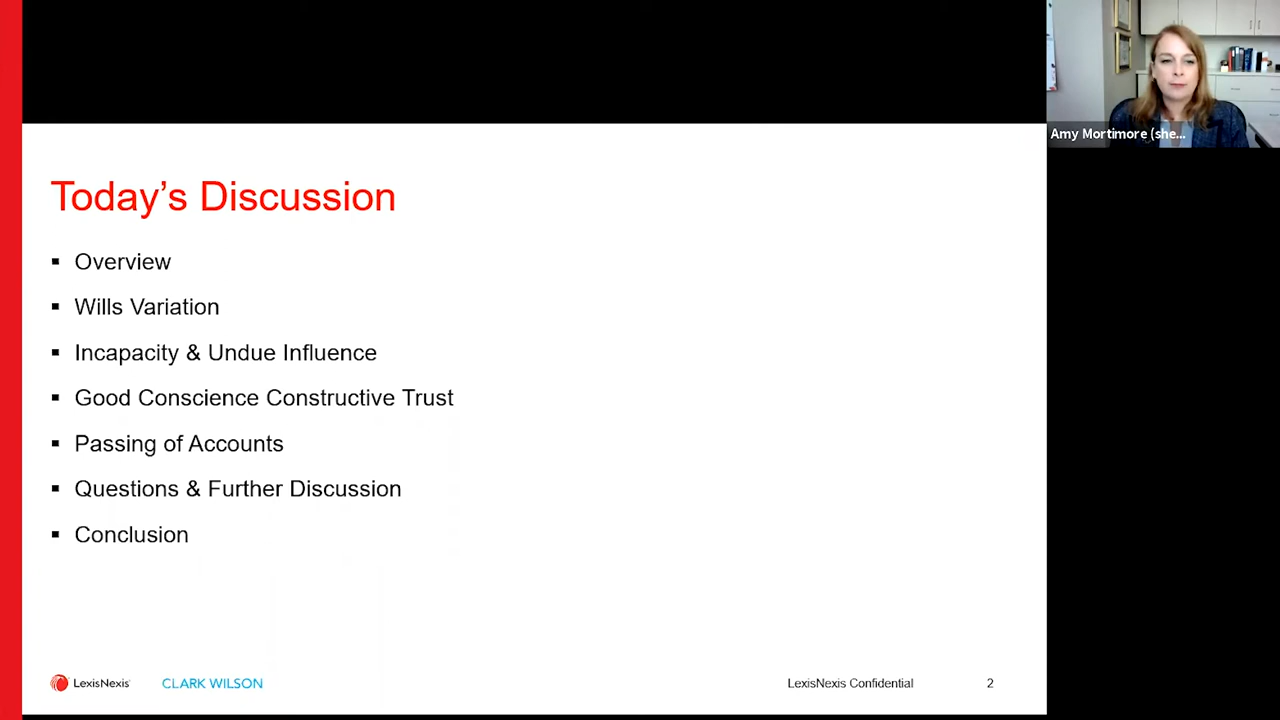 Today’s Discussion
Overview
Wills Variation
Incapacity & Undue Influence
Good Conscience Constructive Trust
Passing of Accounts
Questions & Further Discussion
Conclusion
LexisNexis CLARK WILSON LexisNexis Confidential 2
Amy Mortimore (she...